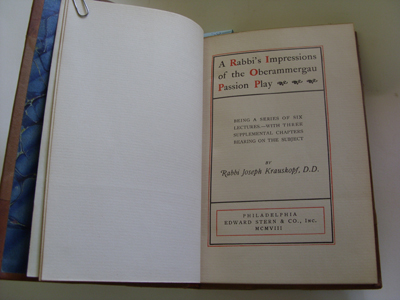 A Rabbi's Impressions
of the Oberammergau
Passion Play
BEING A SERIES OF SIX
LECTURES—WITH THREE
SUPPLEMENTAL CHAPTERS
BEARING ON THE SUBJECT
BY
Rabbi Joseph Krauskopf, D.D.
PHILADELPHIA
EDWARD STERN & CO., Inc.
MCMVIII